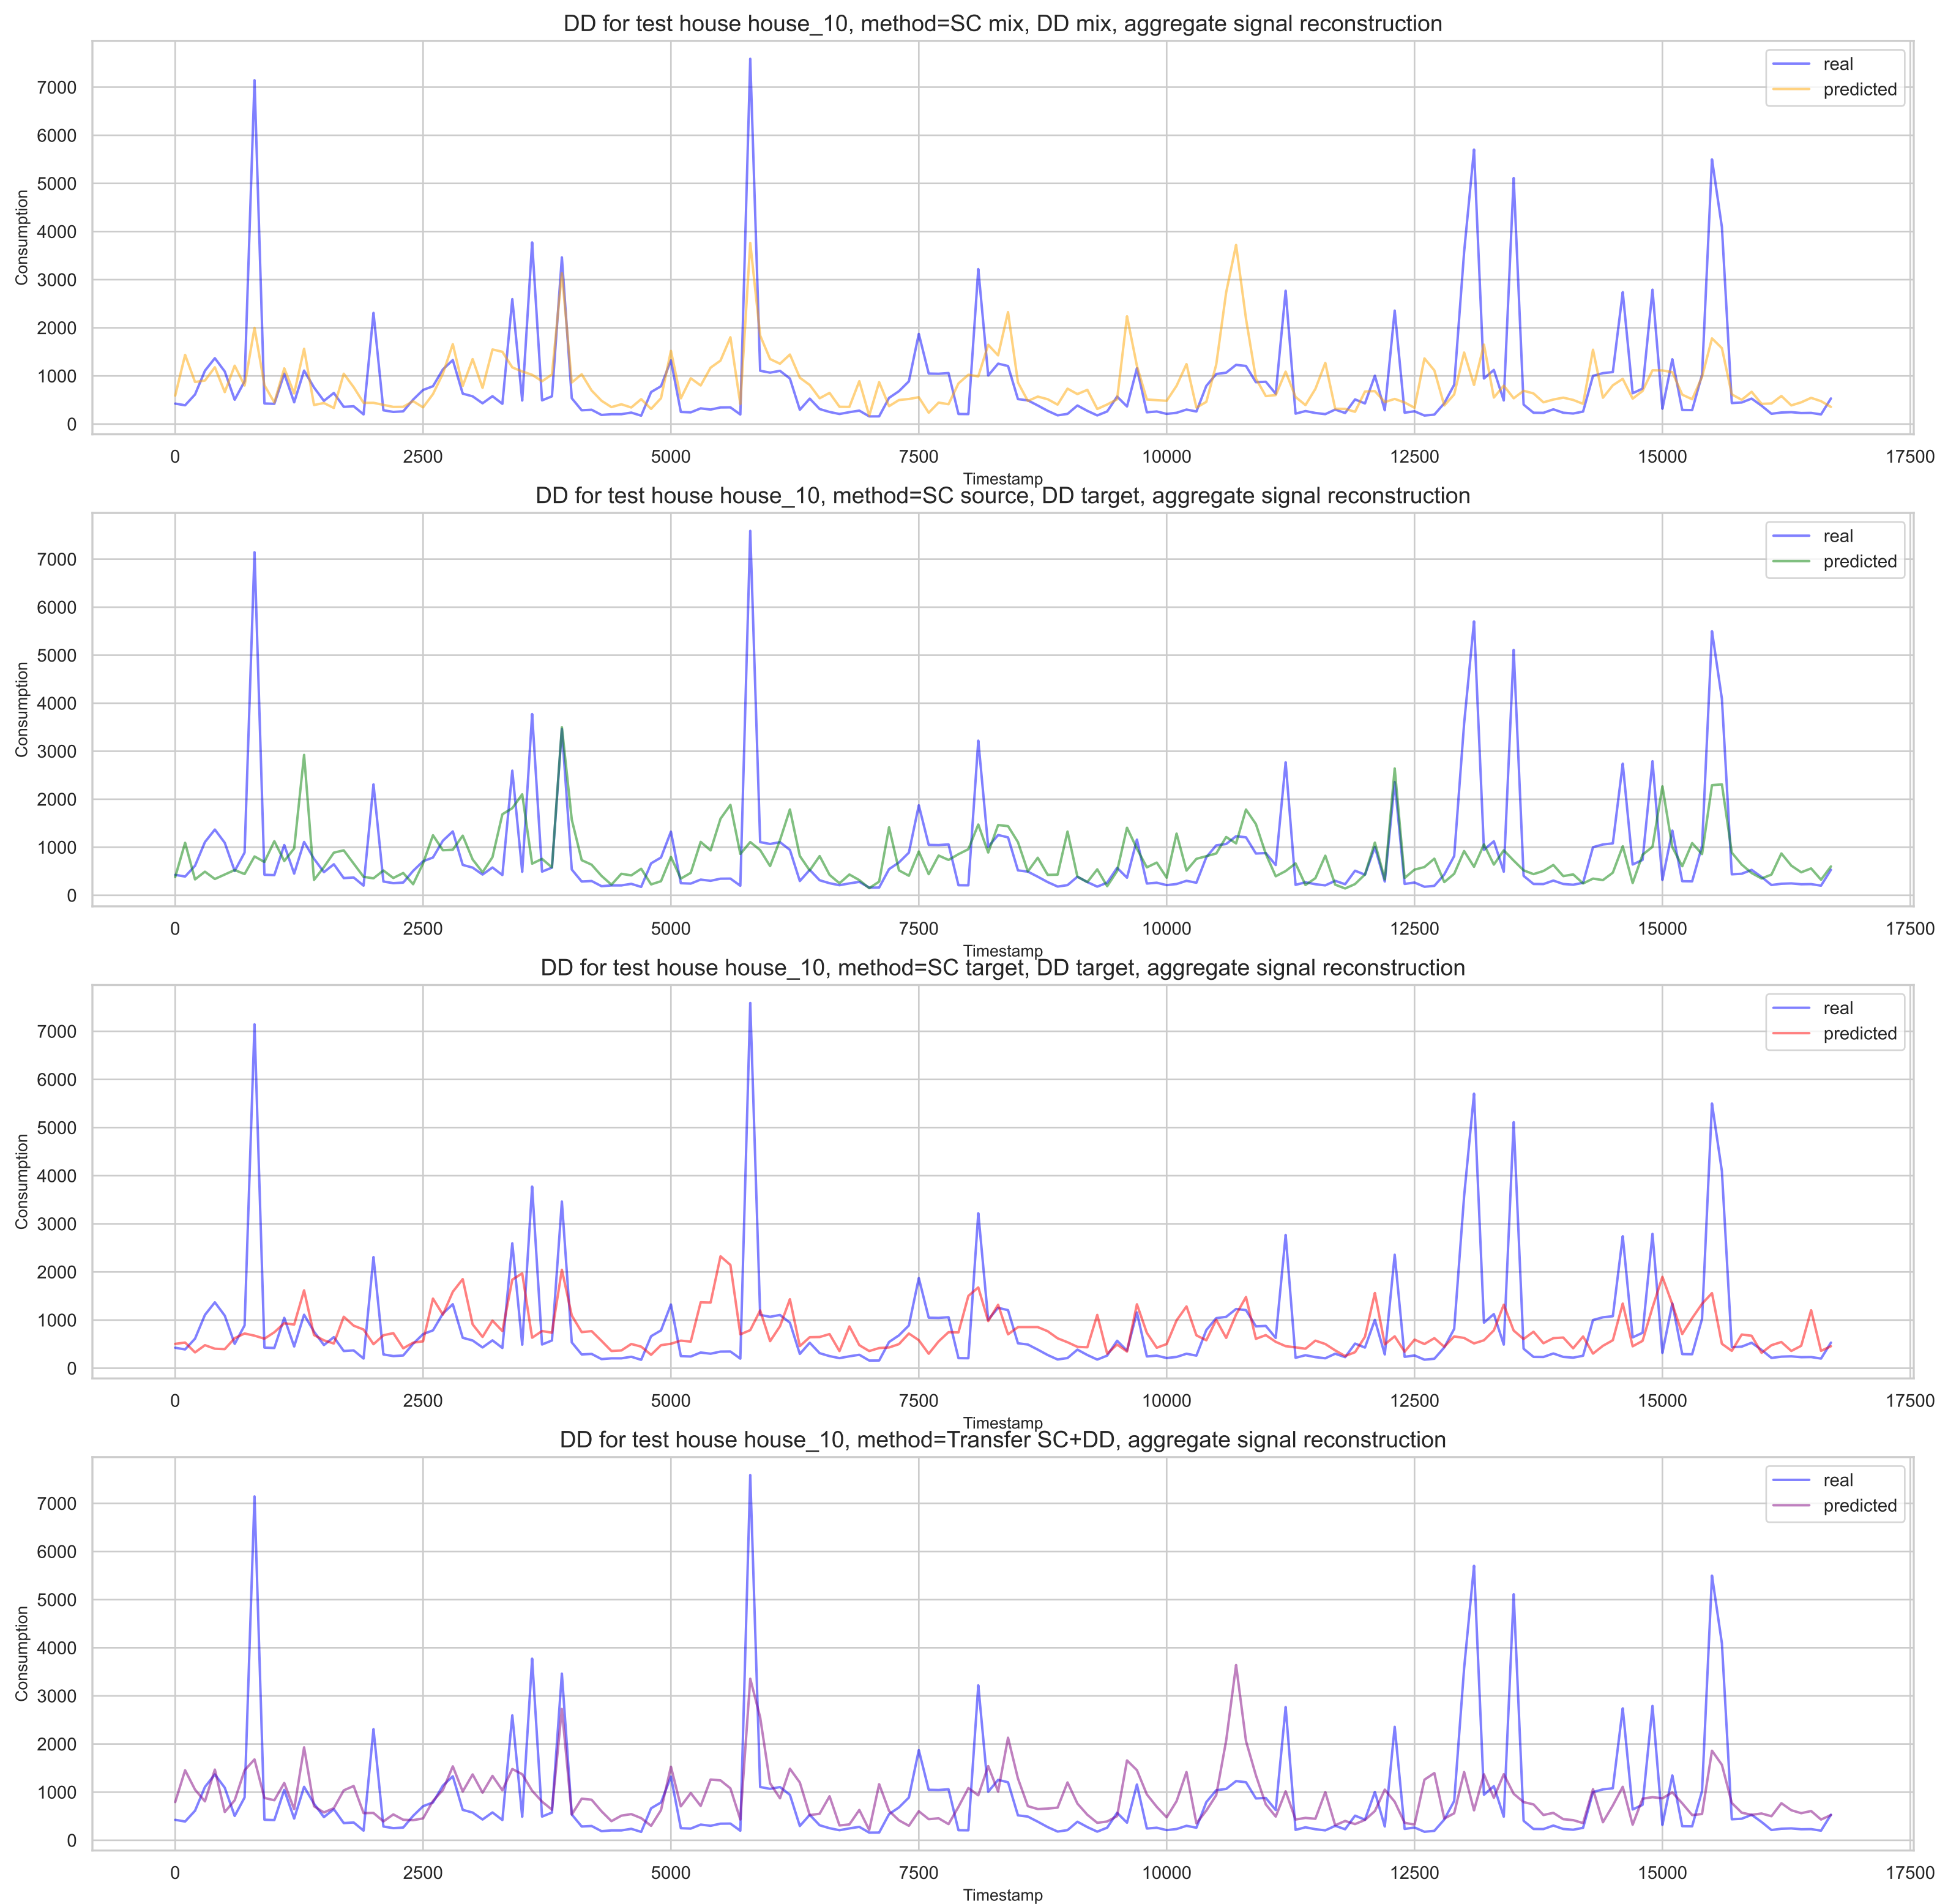 DD for test house house_10, method=SC mix, DD mix, aggregate signal reconstruction
real
predicted
7000
6000
5000
4000
3000
2000
1000
0
Consumption
0 2500 5000 7500 10000 12500 15000 17500
Timestamp
DD for test house house_10, method=SC source, DD target, aggregate signal reconstruction
real
predicted
7000
6000
5000
4000
3000
2000
1000
0
Consumption
0 2500 5000 7500 10000 12500 15000 17500
Timestamp
DD for test house house_10, method=SC target, DD target, aggregate signal reconstruction
real
predicted
7000
6000
5000
4000
3000
2000
1000
0
Consumption
0 2500 5000 7500 10000 12500 15000 17500
Timestamp
DD for test house house_10, method=Transfer SC+DD, aggregate signal reconstruction
real
predicted
7000
6000
5000
4000
3000
2000
1000
0
Consumption
0 2500 5000 7500 10000 12500 15000 17500
Timestamp